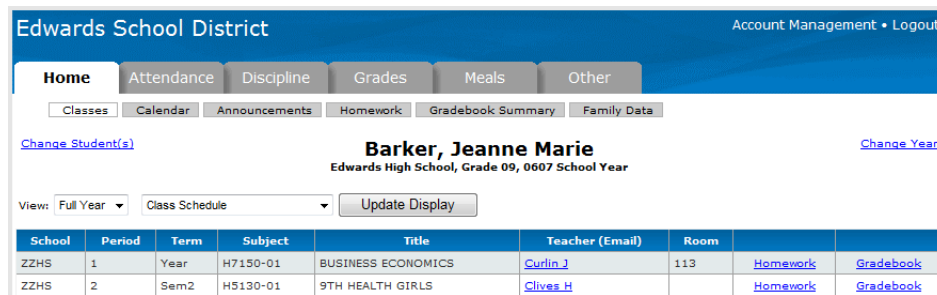 Edwards School District
Account Management • Logout
Home Attendance Discipline Grades Meals Other
Classes Calendar Announcements Homework Gradebook Summary Family Data
Change Student(s) Barker, Jeanne Marie Change Year
Edwards High School, Grade 09, 0607 School Year
View: Full Year Class Schedule Update Display
School Period Term Subject Title Teacher (Email) Room
ZZHS 1 Year H7150-01 BUSINESS ECONOMICS Curlin J 113 Homework Gradebook
ZZHS 2 Sem2 H5130-01 9TH HEALTH GIRLS Clives H Homework Gradebook